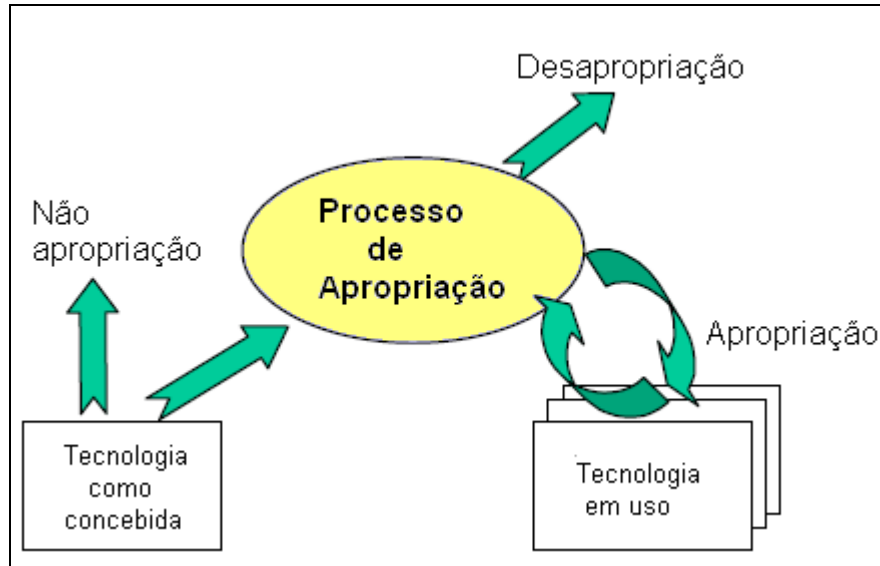 Desapropriação
Não
apropriação
Processo
de
Apropriação
Apropriação
Tecnologia
como
concebida
Tecnologia
em uso